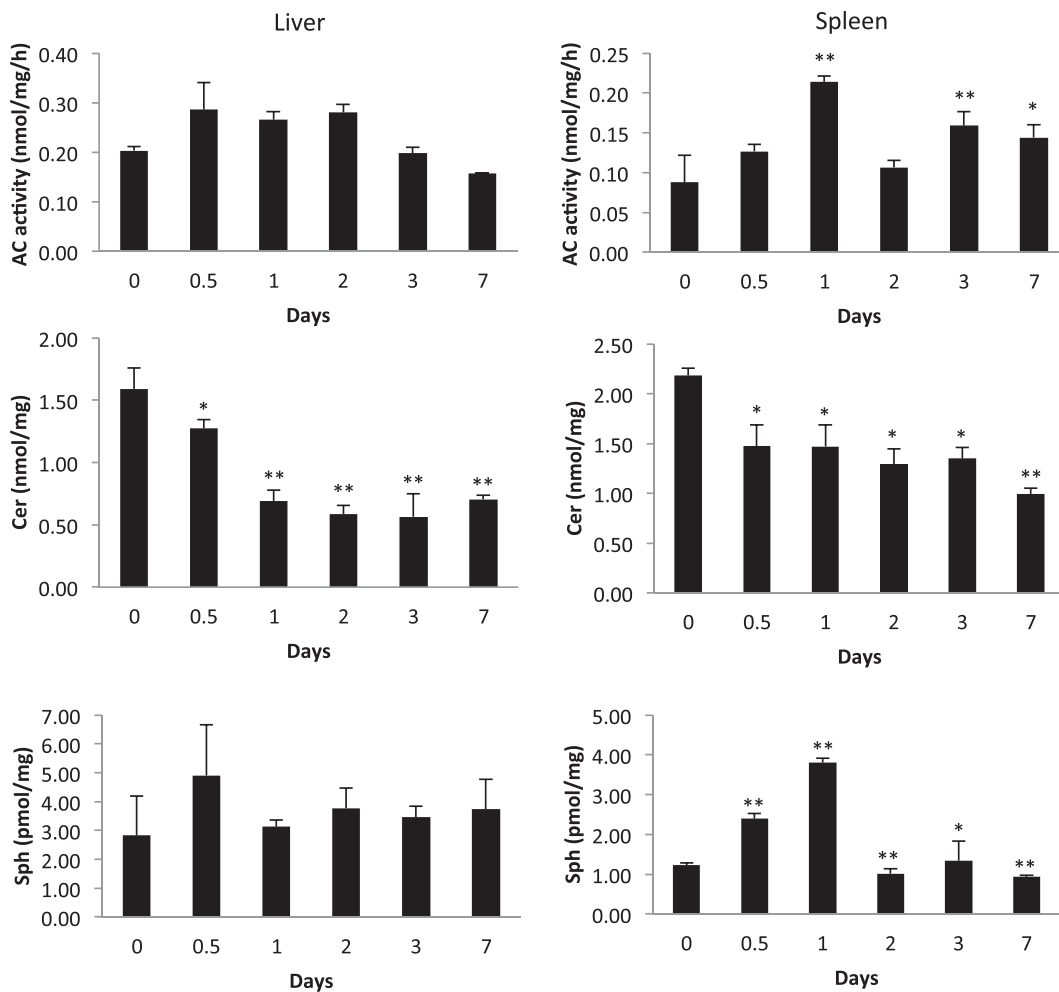 Liver
AC activity (nmol/mg/h)
0.40
0.30
0.20
0.10
0.00
0 0.5 1 2 3 7
Days
Spleen
AC activity (nmol/mg/h)
0.25
0.20
0.15
0.10
0.05
0.00
**
**
*
0 0.5 1 2 3 7
Days
Cer (nmol/mg)
2.00
1.50
1.00
0.50
0.00
*
** ** ** **
0 0.5 1 2 3 7
Days
Cer (nmol/mg)
2.50
2.00
1.50
1.00
0.50
0.00
* * * * **
0 0.5 1 2 3 7
Days
Sph (pmol/mg)
7.00
6.00
5.00
4.00
3.00
2.00
1.00
0.00
0 0.5 1 2 3 7
Days
Sph (pmol/mg)
5.00
4.00
3.00
2.00
1.00
0.00
** ** ** * **
0 0.5 1 2 3 7
Days